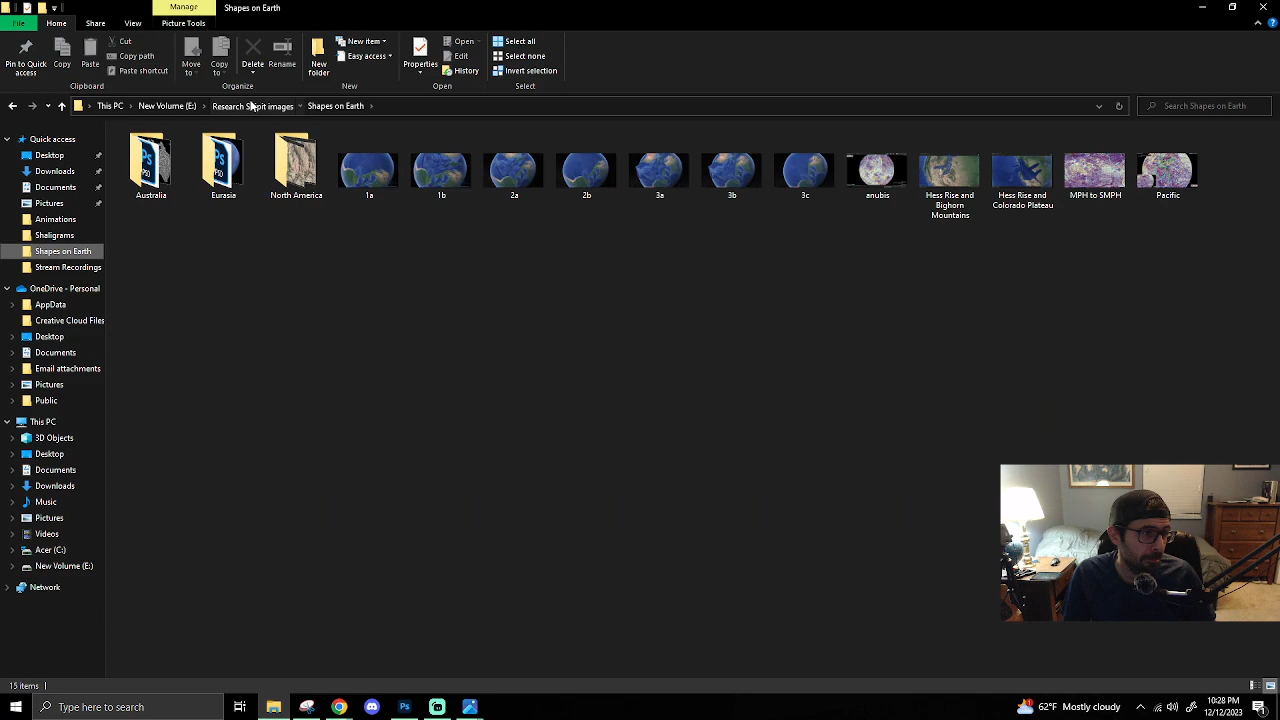 Manage Shapes on Earth
File Home Share View Picture Tools
Pin to Quick access
Copy
Paste
Cut
Copy path
Paste shortcut
Clipboard
Move to
Copy to
Delete
Rename
Organize
New folder
New item
Easy access
New
Properties
Open
Edit
History
Open
Select all
Select none
Invert selection
Select
This PC New Volume (E:) Research Snipit images Shapes on Earth
Search Shapes on Earth
Quick access
Desktop
Downloads
Documents
Pictures
Animations
Shaligrams
Shapes on Earth
Stream Recordings
OneDrive - Personal
AppData
Creative Cloud Files
Desktop
Documents
Email attachments
Pictures
Public
This PC
3D Objects
Desktop
Documents
Downloads
Music
Pictures
Videos
Acer (C:)
New Volume (E:)
Network
Ps
PSD
Australia
Ps
PSD
Eurasia
North America
1a
1b
2a
2b
3a
3b
3c
anubis
Hess Rise and Bighorn Mountains
Hess Rise and Colorado Plateau
MPH to SMPH
Pacific
15 items
Type here to search
Ps
62°F Mostly cloudy
10:28 PM
12/12/2023